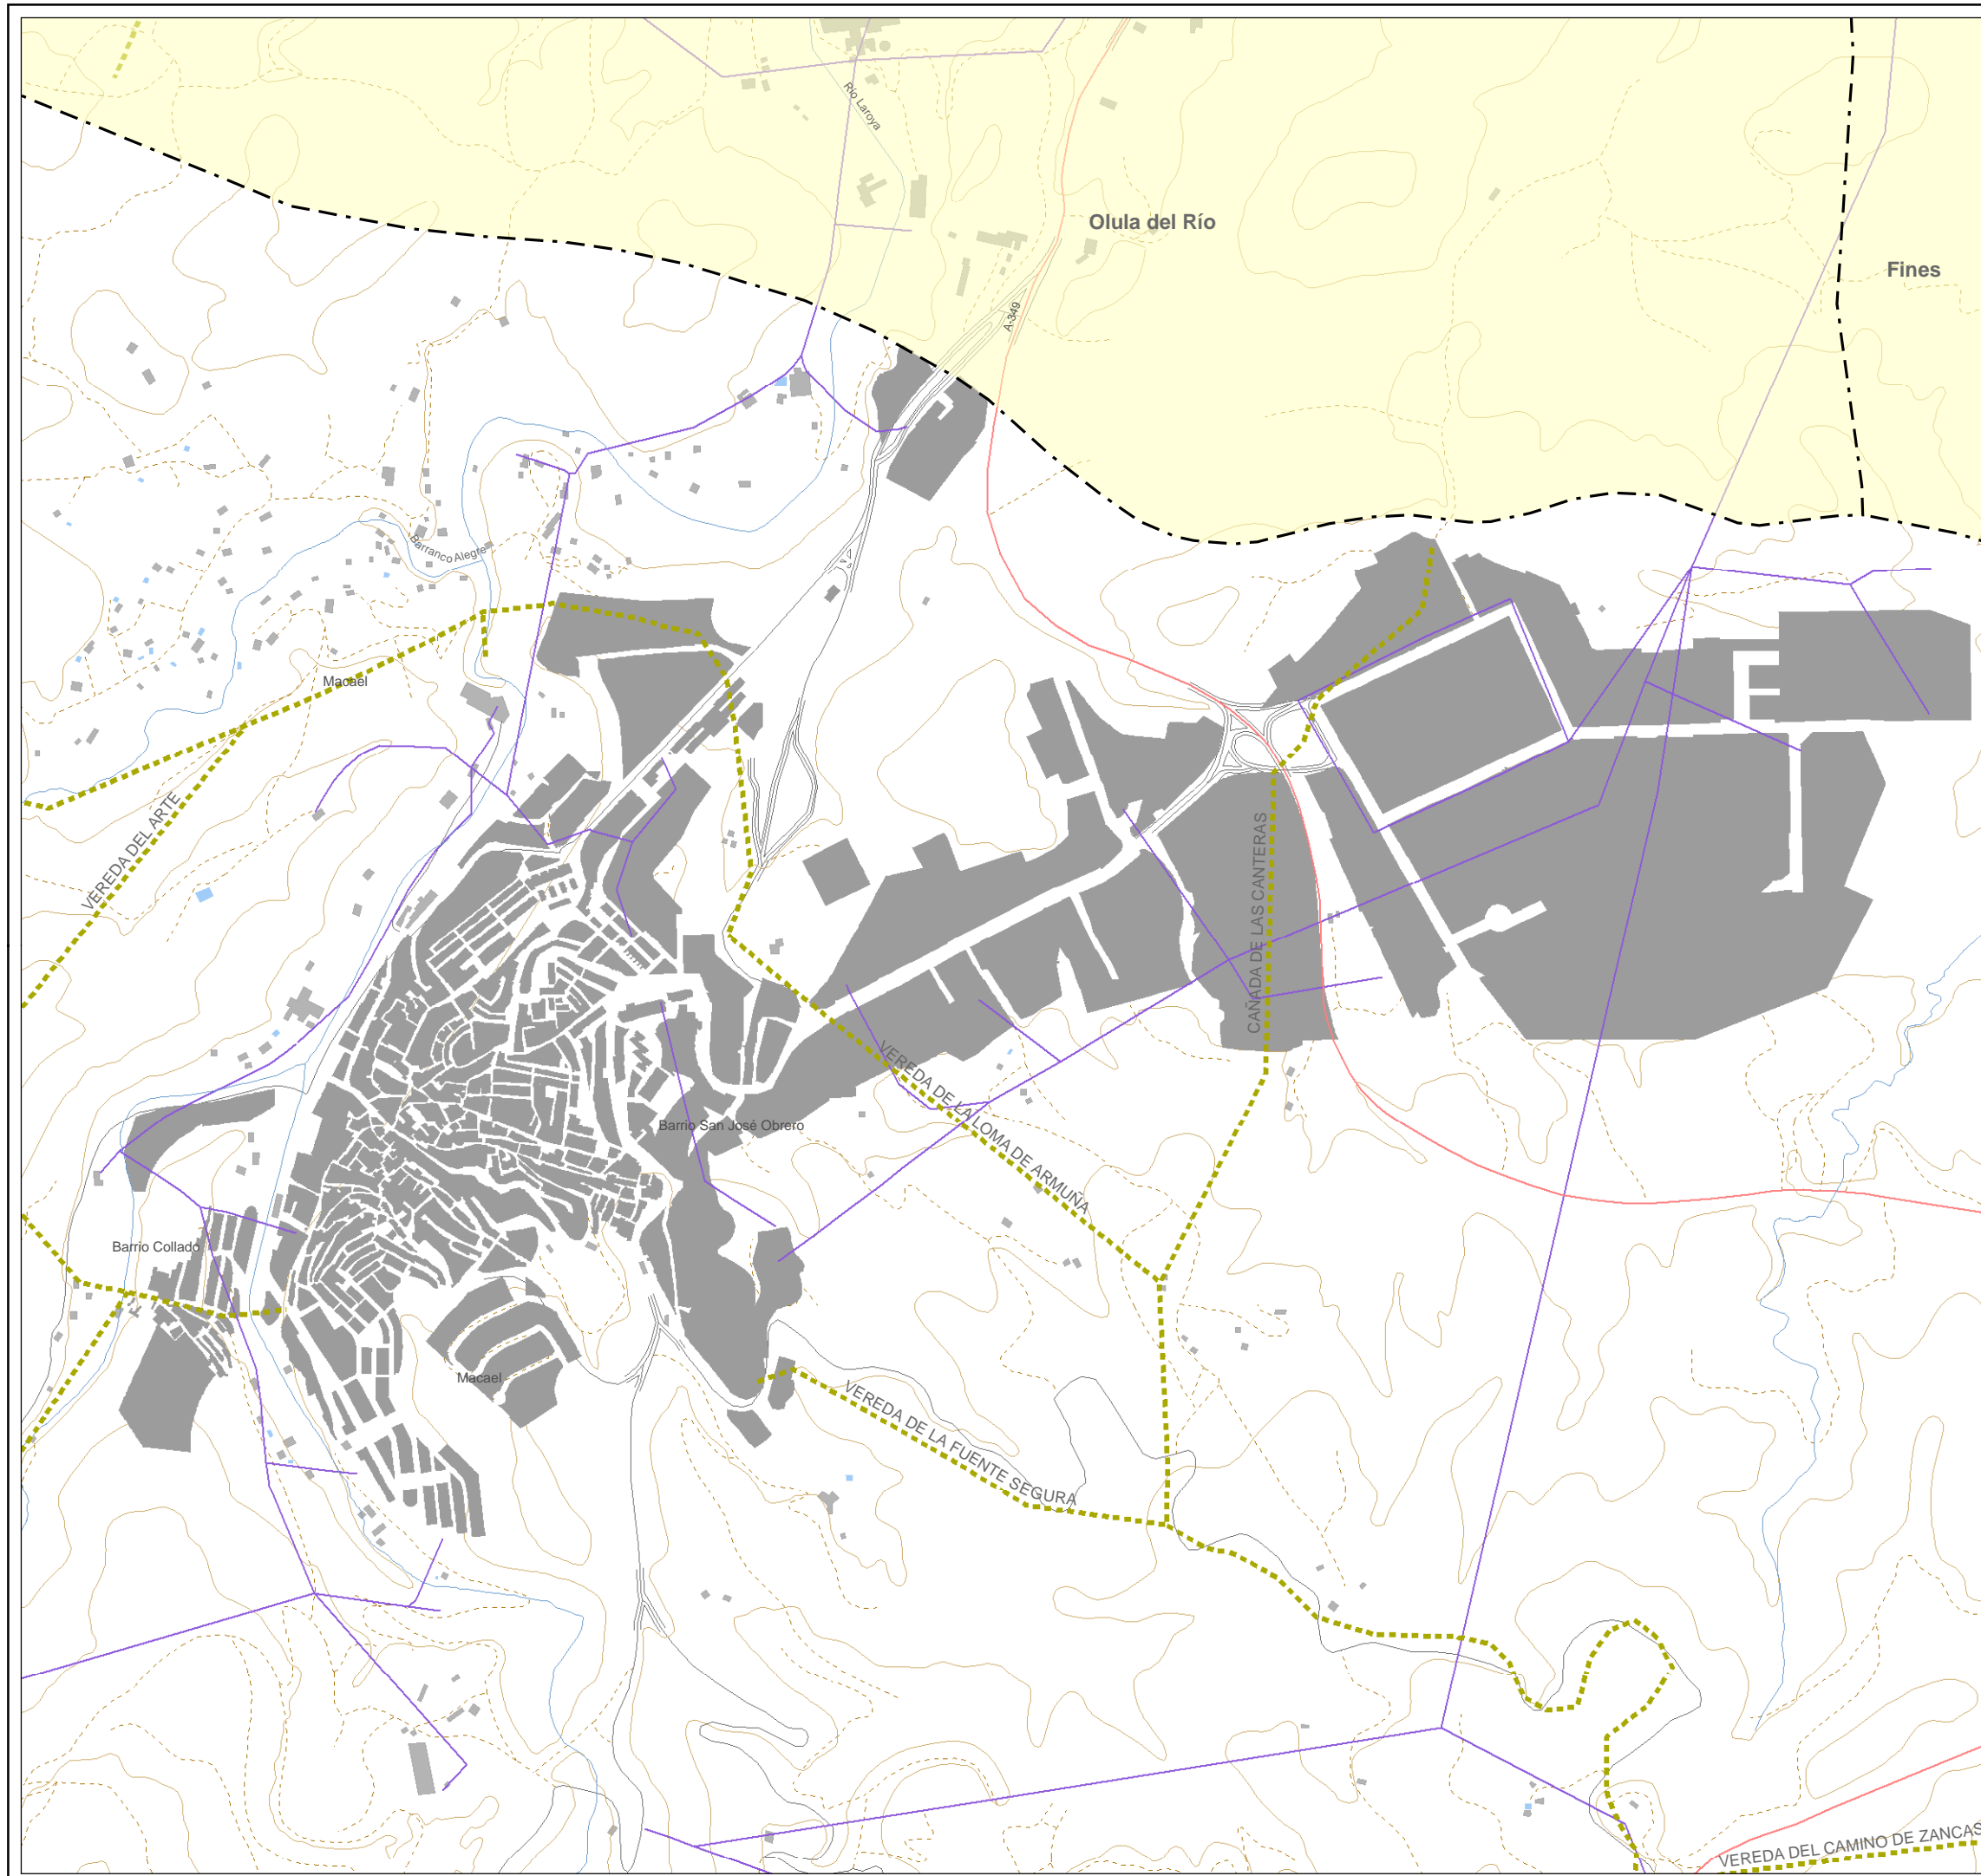 Río Laroya
Olula del Río
Fines
A-349
Barranco Alegre
Macael
VEREDA DEL ARTE
CAÑADA DE LAS CANTERAS
VEREDA DE LA LOMA DE ARMUÑA
Barrio San José Obrero
Barrio Collado
Macael
VEREDA DE LA FUENTE SEGURA
VEREDA DEL CAMINO DE ZANCAS